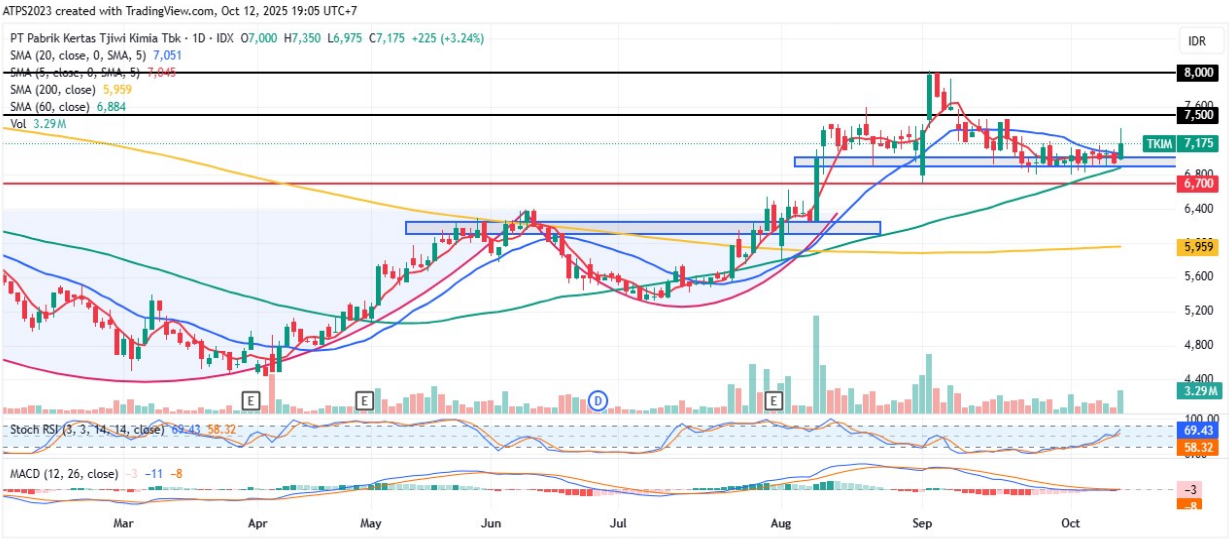 ATPS2023 created with TradingView.com, Oct 12, 2025 19:05 UTC+7
PT Pabrik Kertas Tjiwi Kimia Tbk · 1D · IDX O7,000 H7,350 L6,975 C7,175 +225 (+3.24%)
IDR
SMA (20, close, 0, SMA, 5) 7,051
SMA (5, close, 0, SMA, 5) 7,045
8,000
SMA (200, close) 5,959
SMA (60, close) 6,884
7,600
7,500
Vol 3.29M
TKIM 7,175
6,800
6,700
6,400
5,959
5,600
5,200
4,800
4,400
3.29M
E E D E
100.00
Stoch RSI (3, 3, 14, 14, close) 69.43 58.32
69.43
58.32
MACD (12, 26, close) −3 −11 −8
−3
−8
Mar Apr May Jun Jul Aug Sep Oct